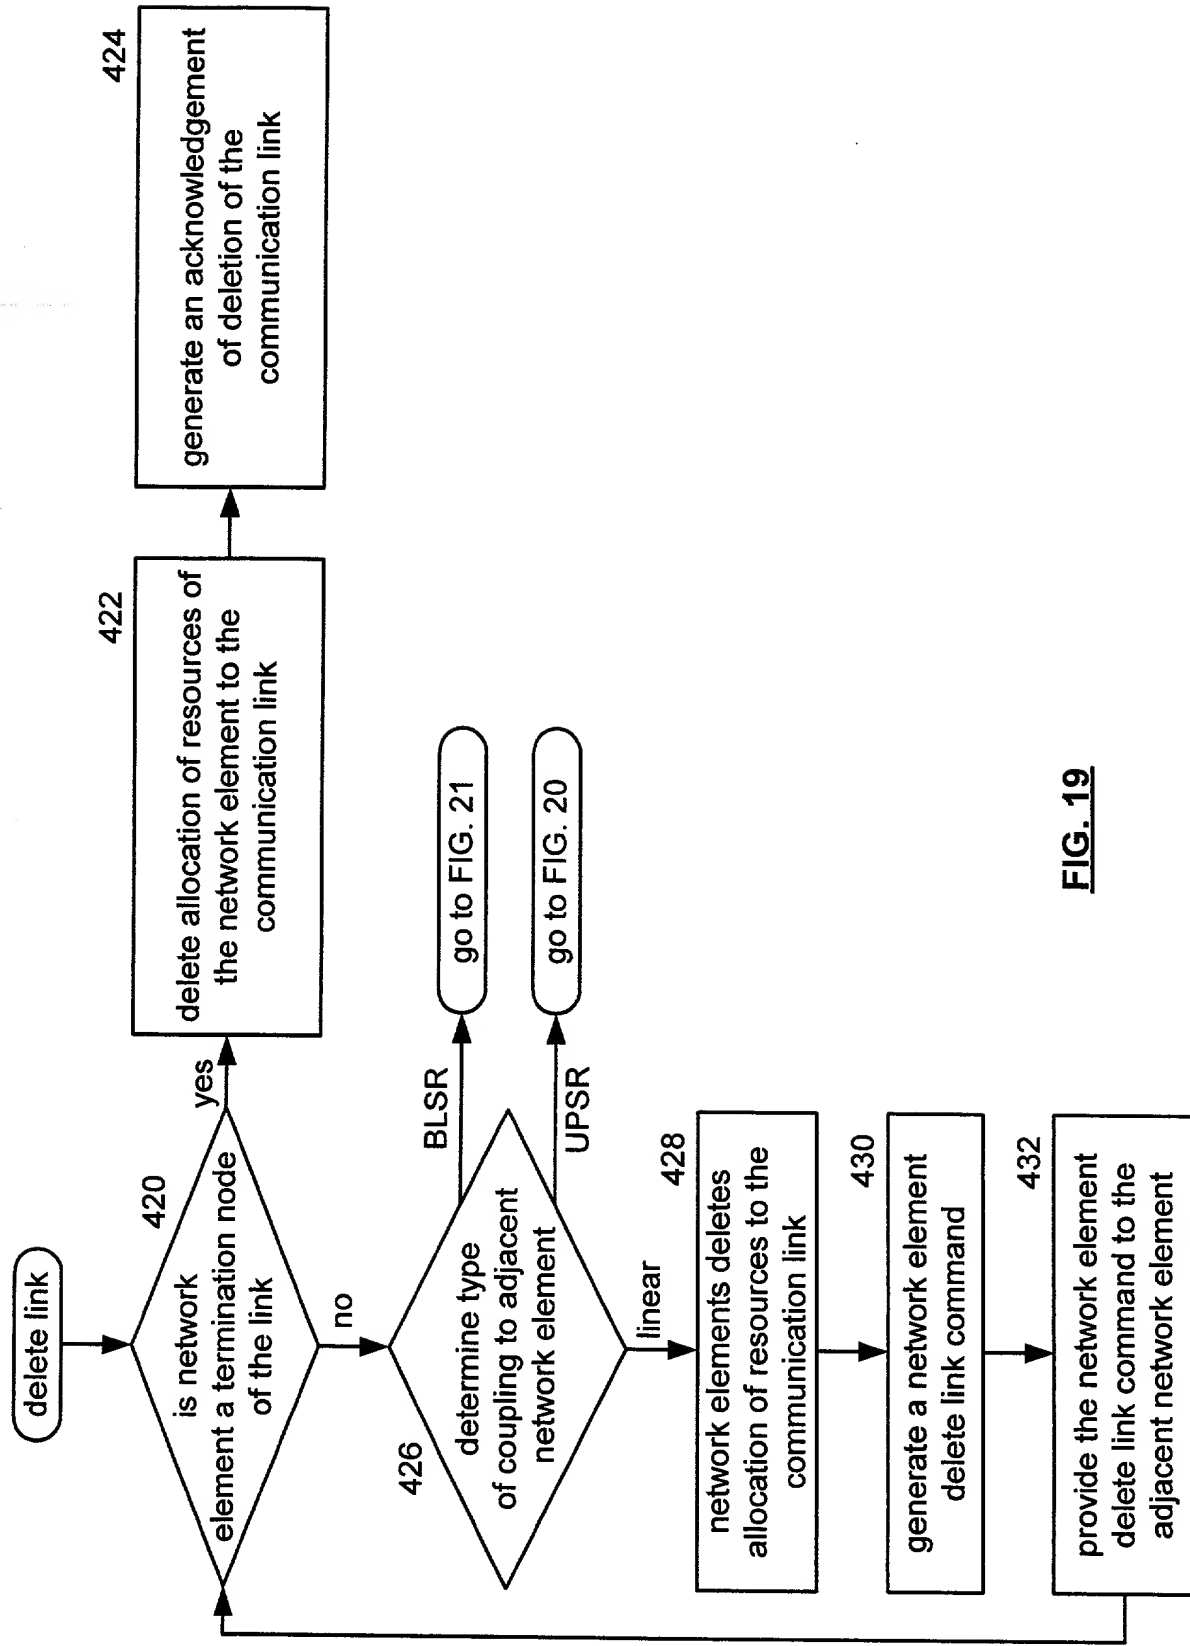 delete link
420
is network
element a termination node
of the link
yes
422
delete allocation of resources of
the network element to the
communication link
424
generate an acknowledgement
of deletion of the
communication link
no
426
determine type
of coupling to adjacent
network element
BLSR
go to FIG. 21
UPSR
go to FIG. 20
linear
428
network elements deletes
allocation of resources to the
communication link
430
generate a network element
delete link command
432
provide the network element
delete link command to the
adjacent network element
FIG. 19